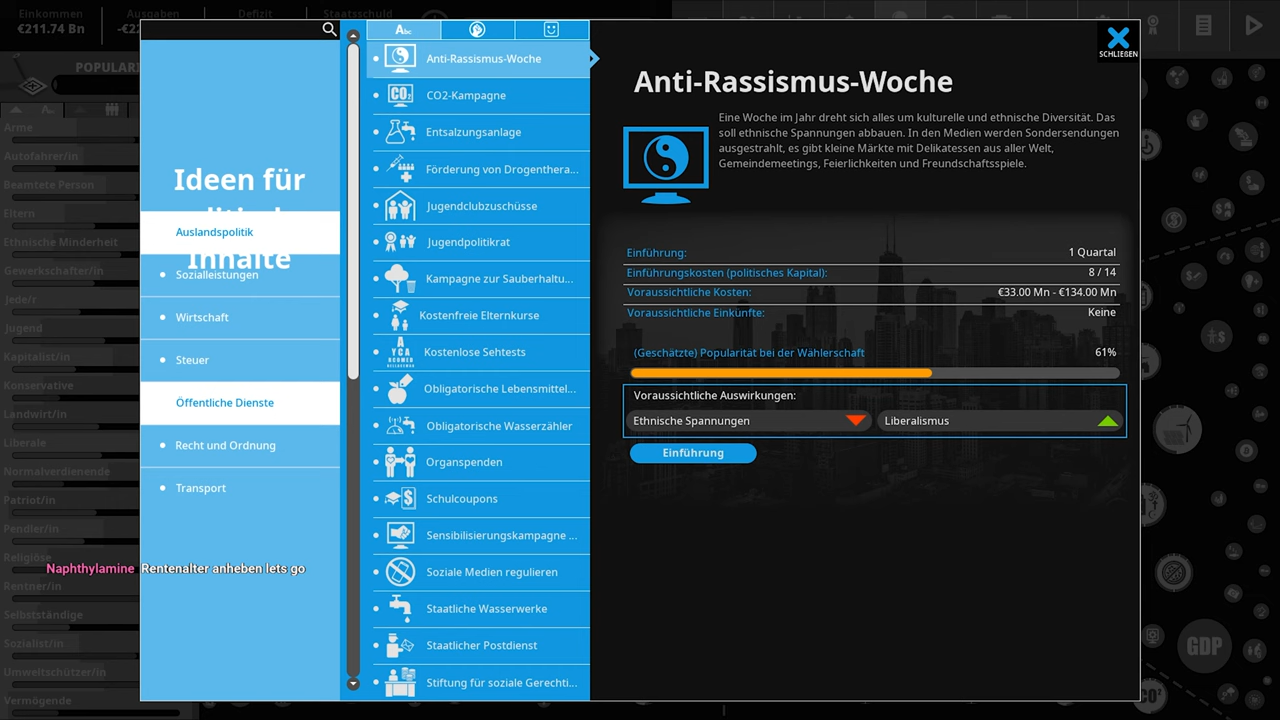 Einkommen
Ausgaben
Defizit
Staatsschuld
€211.74 Bn
POPULARI
Arme
Autofahrer/in
Beamtete Person
Eltern
Ethnische Minderheit
Gewerkschafter/in
Jede/r
Jugend
Kapitalist/in
Konservative
Landwirt/in
Liberale
Normalverdienende
Patriot/in
Pendler/in
Religiöse
Rentner/in
Selbstständige
Sozialist/in
Umweltschützer/in
Vermögende
Ideen für
Inhalte
Auslandspolitik
Sozialleistungen
Wirtschaft
Steuer
Öffentliche Dienste
Recht und Ordnung
Transport
Naphthylamine Rentenalter anheben lets go
Abc
Anti-Rassismus-Woche
CO2-Kampagne
Entsalzungsanlage
Förderung von Drogenthera...
Jugendclubzuschüsse
Jugendpolitikrat
Kampagne zur Sauberhaltu...
Kostenfreie Elternkurse
Kostenlose Sehtests
Obligatorische Lebensmittel...
Obligatorische Wasserzähler
Organspenden
Schulcoupons
Sensibilisierungskampagne ...
Soziale Medien regulieren
Staatliche Wasserwerke
Staatlicher Postdienst
Stiftung für soziale Gerechti...
SCHLIEßEN
Anti-Rassismus-Woche
Eine Woche im Jahr dreht sich alles um kulturelle und ethnische Diversität. Das
soll ethnische Spannungen abbauen. In den Medien werden Sondersendungen
ausgestrahlt, es gibt kleine Märkte mit Delikatessen aus aller Welt,
Gemeindemeetings, Feierlichkeiten und Freundschaftsspiele.
Einführung: 1 Quartal
Einführungskosten (politisches Kapital): 8 / 14
Voraussichtliche Kosten: €33.00 Mn - €134.00 Mn
Voraussichtliche Einkünfte: Keine
(Geschätzte) Popularität bei der Wählerschaft 61%
Voraussichtliche Auswirkungen:
Ethnische Spannungen
Liberalismus
Einführung
GDP
CO²